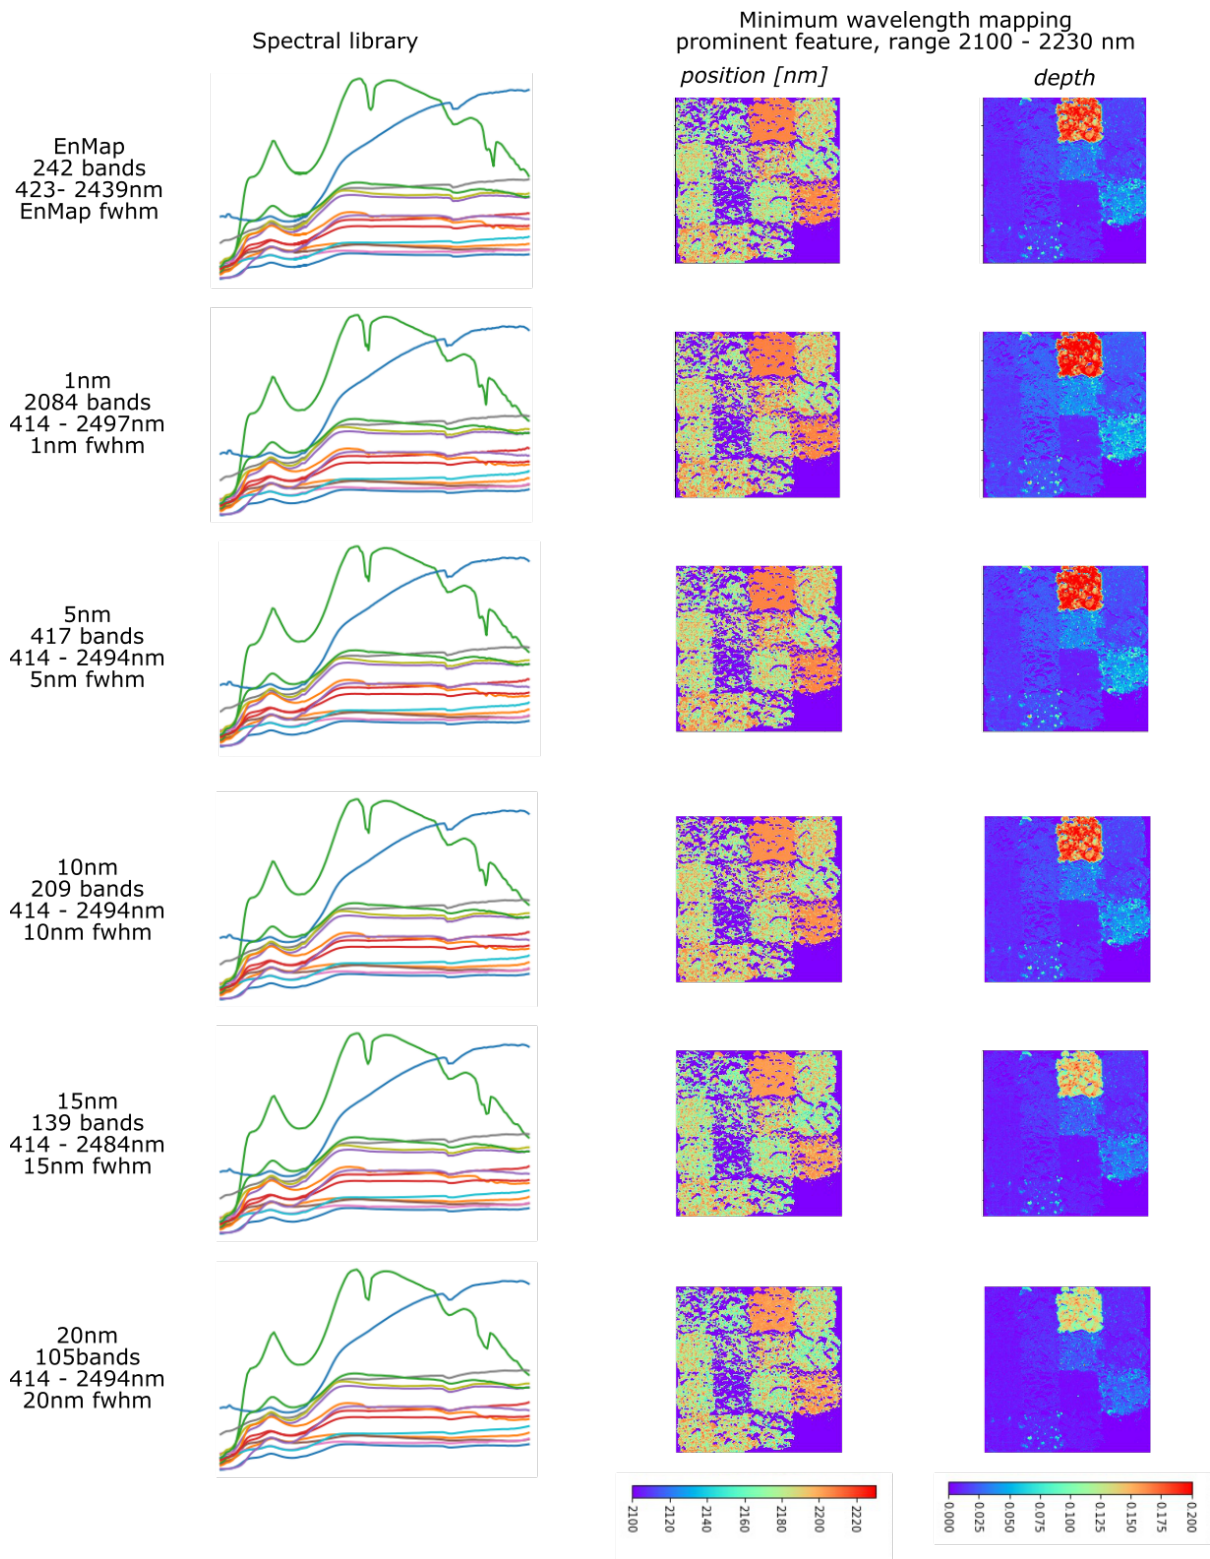 Spectral library
Minimum wavelength mapping
prominent feature, range 2100 - 2230 nm
position [nm]
depth
EnMap
242 bands
423- 2439nm
EnMap fwhm
1nm
2084 bands
414 - 2497nm
1nm fwhm
5nm
417 bands
414 - 2494nm
5nm fwhm
10nm
209 bands
414 - 2494nm
10nm fwhm
15nm
139 bands
414 - 2484nm
15nm fwhm
20nm
105bands
414 - 2494nm
20nm fwhm
2100 2120 2140 2160 2180 2200 2220
0.000 0.025 0.050 0.075 0.100 0.125 0.150 0.175 0.200